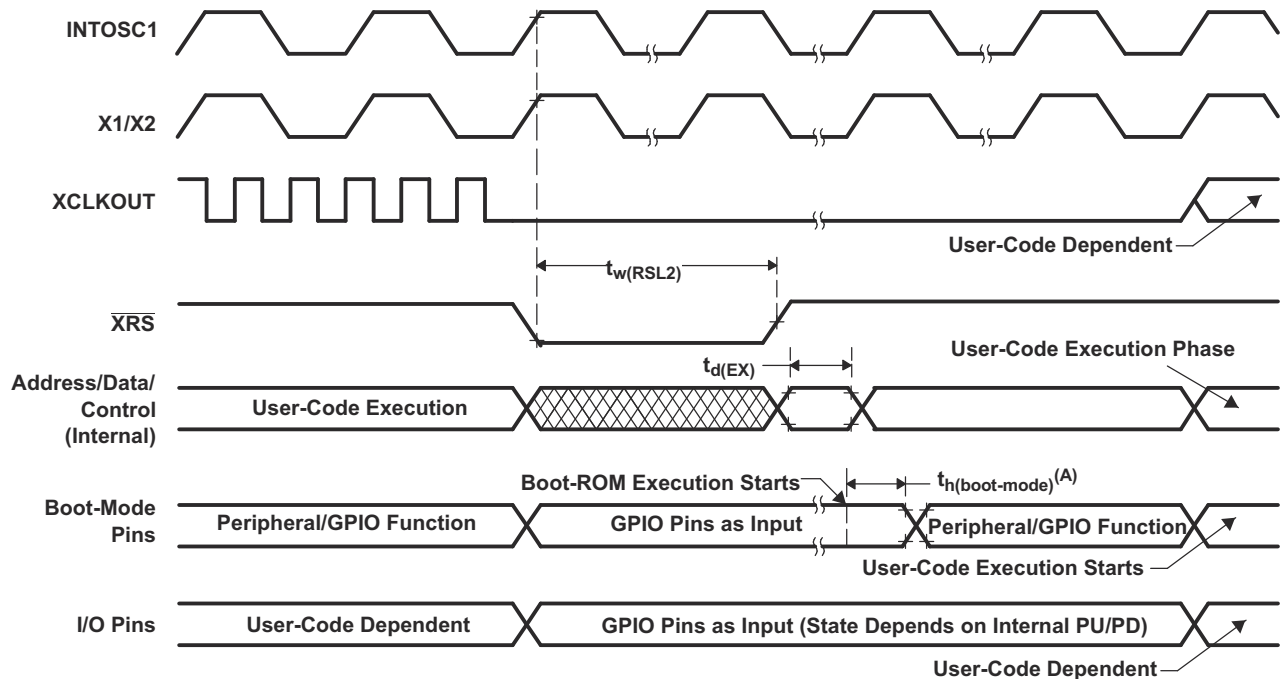 INTOSC1
X1/X2
XCLKOUT
User-Code Dependent
tw(RSL2)
XRS
User-Code Execution Phase
td(EX)
Address/Data/
Control
(Internal)
User-Code Execution
Boot-ROM Execution Starts
th(boot-mode)(A)
Boot-Mode
Pins
Peripheral/GPIO Function
GPIO Pins as Input
Peripheral/GPIO Function
User-Code Execution Starts
I/O Pins
User-Code Dependent
GPIO Pins as Input (State Depends on Internal PU/PD)
User-Code Dependent